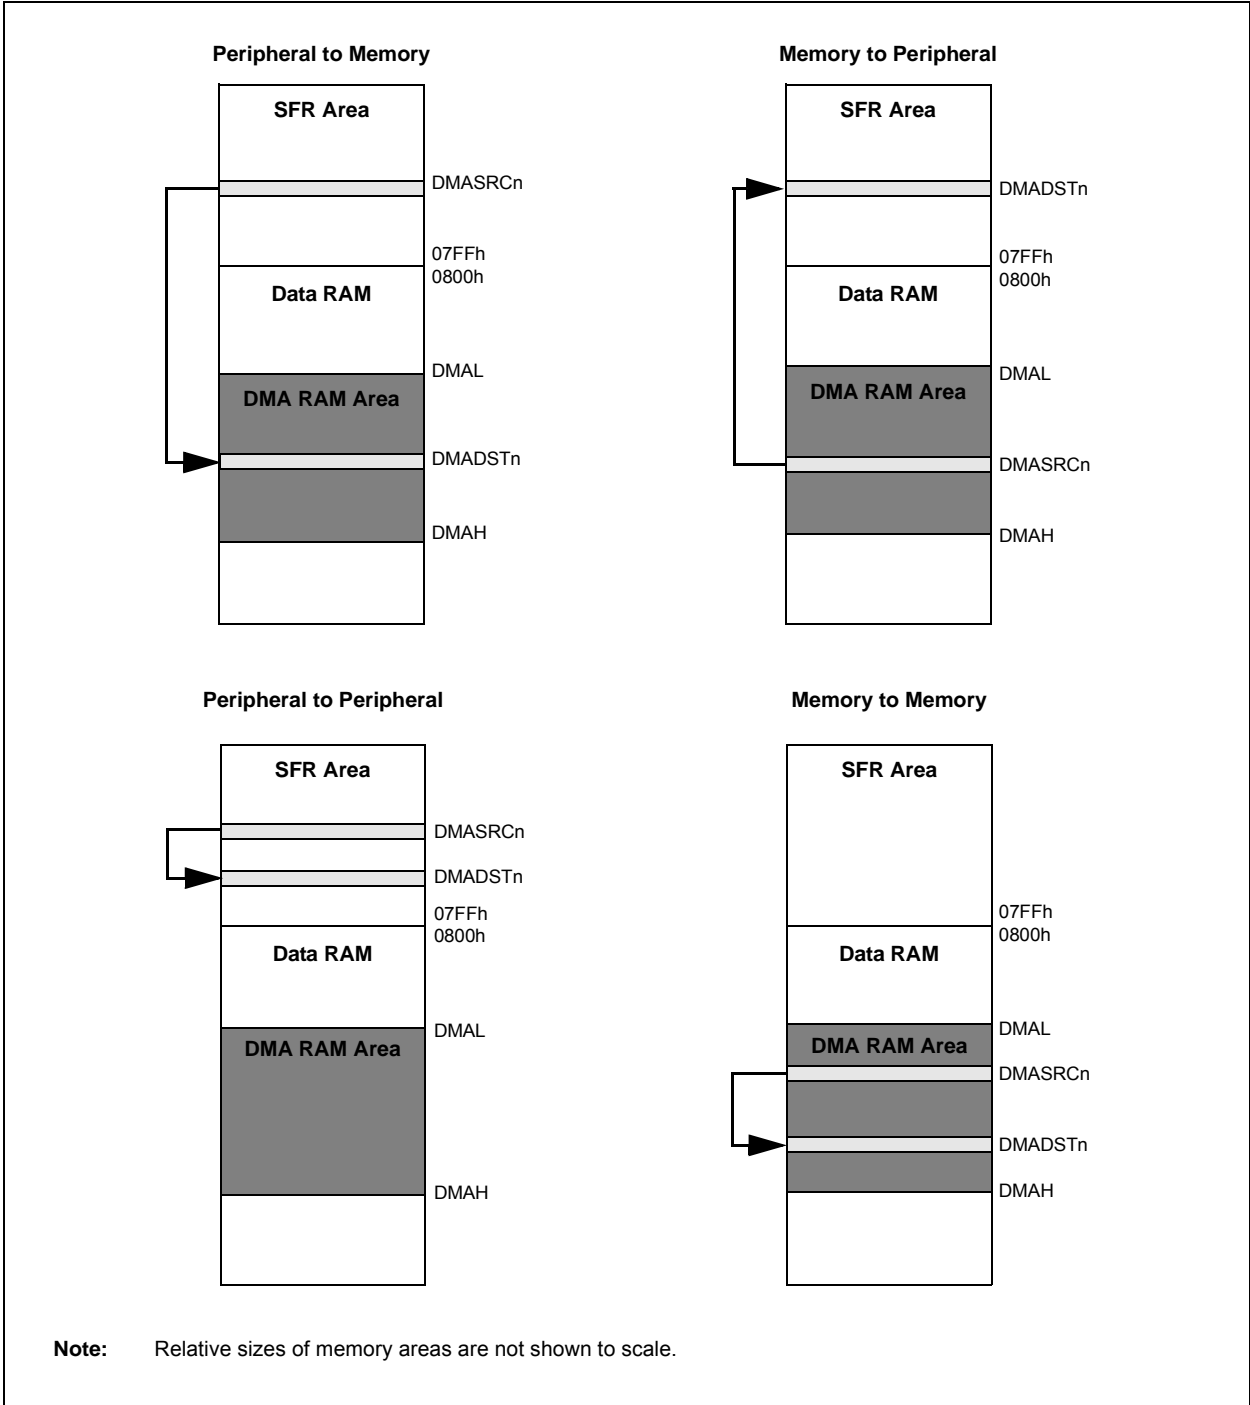 Peripheral to Memory
SFR Area
DMASRCn
07FFh
0800h
Data RAM
DMAL
DMA RAM Area
DMADSTn
DMAH
Memory to Peripheral
SFR Area
DMADSTn
07FFh
0800h
Data RAM
DMAL
DMA RAM Area
DMASRCn
DMAH
Peripheral to Peripheral
SFR Area
DMASRCn
DMADSTn
07FFh
0800h
Data RAM
DMAL
DMA RAM Area
DMAH
Memory to Memory
SFR Area
07FFh
0800h
Data RAM
DMAL
DMA RAM Area
DMASRCn
DMADSTn
DMAH
Note: Relative sizes of memory areas are not shown to scale.